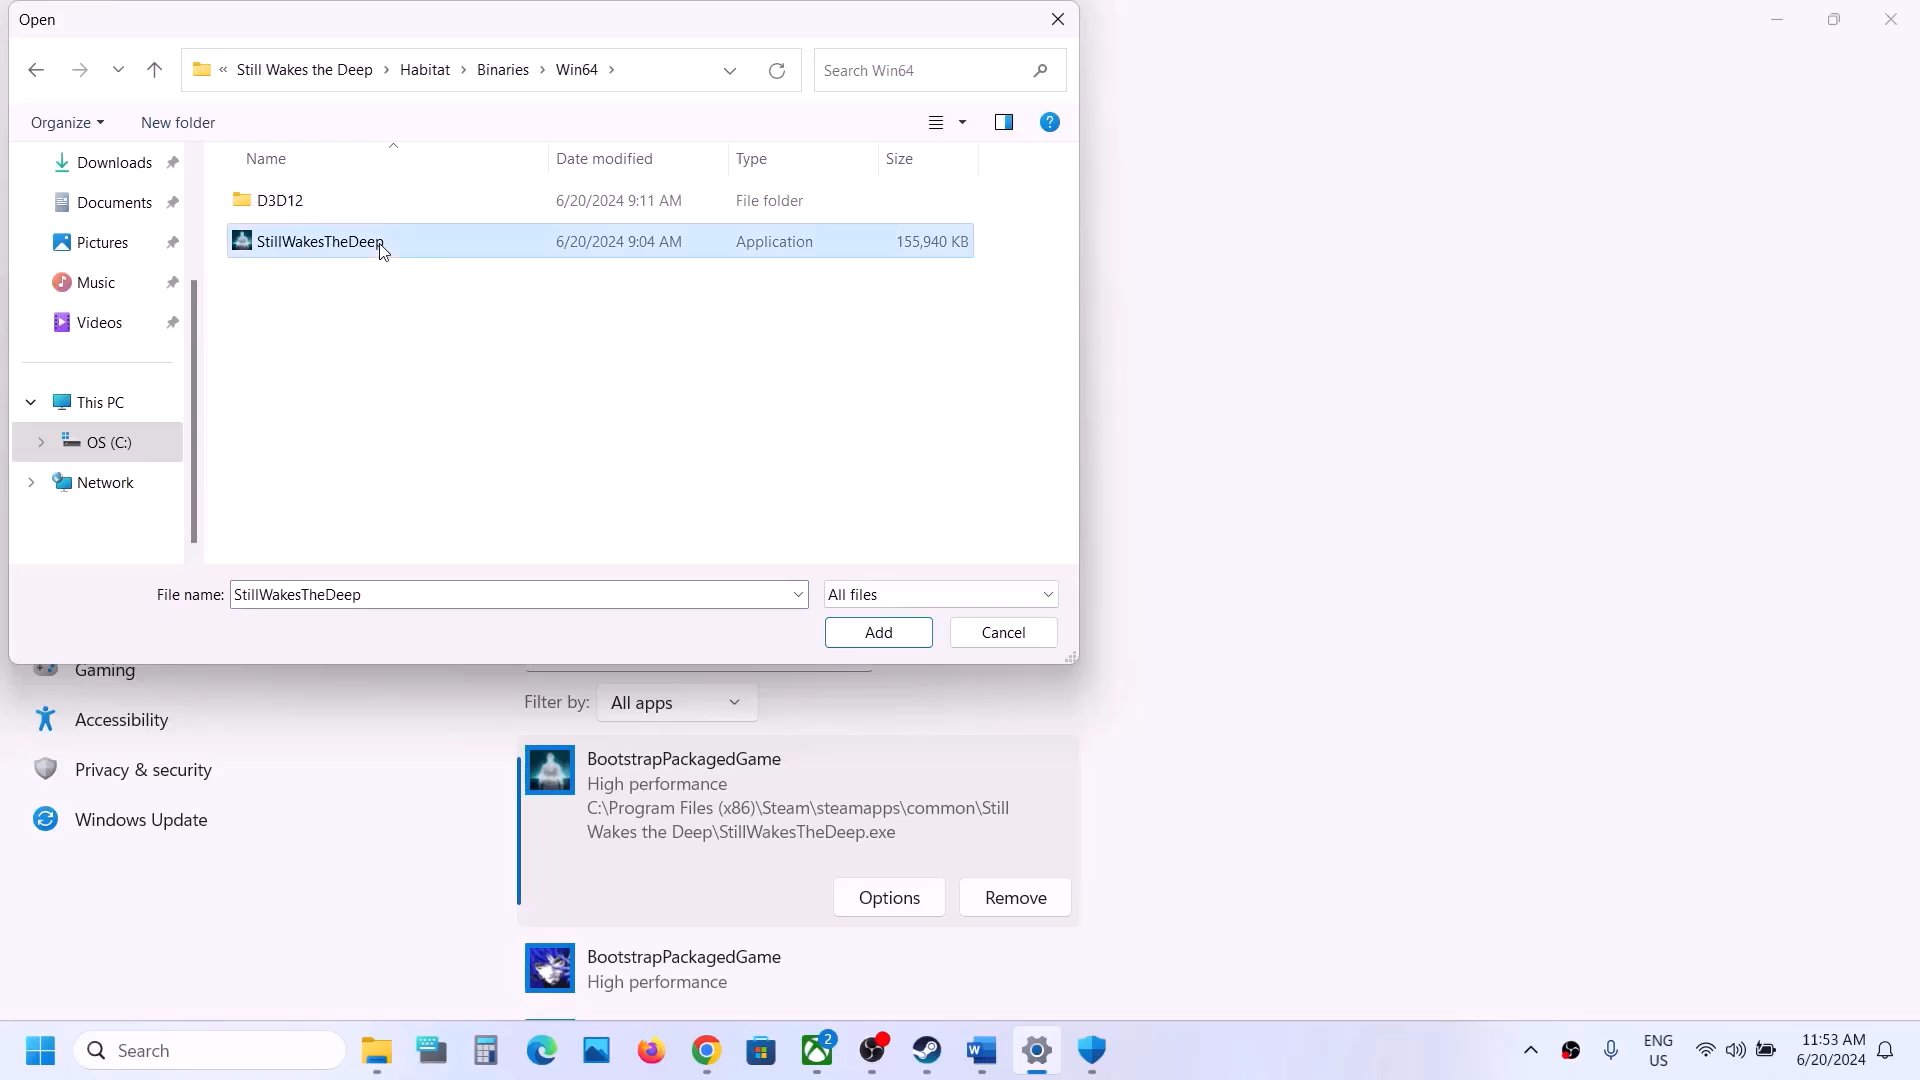 Open
« Still Wakes the Deep › Habitat › Binaries › Win64 ›
Search Win64
Organize
New folder
Name
Date modified
Type
Size
Downloads
Documents
Pictures
Music
Videos
This PC
OS (C:)
Network
D3D12
6/20/2024 9:11 AM
File folder
StillWakesTheDeep
6/20/2024 9:04 AM
Application
155,940 KB
File name:
StillWakesTheDeep
All files
Add
Cancel
Gaming
Accessibility
Privacy & security
Windows Update
Filter by:
All apps
BootstrapPackagedGame
High performance
C:\Program Files (x86)\Steam\steamapps\common\Still
Wakes the Deep\StillWakesTheDeep.exe
Options
Remove
BootstrapPackagedGame
High performance
Search
2
ENG
US
11:53 AM
6/20/2024